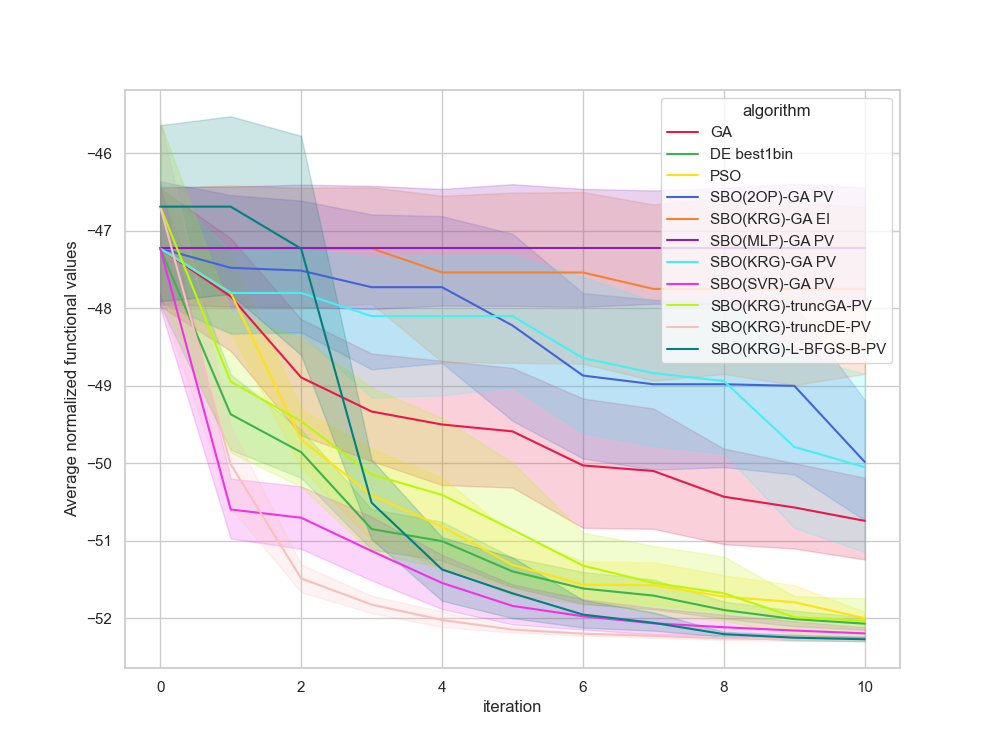 −46
−47
−48
−49
−50
−51
−52
Average normalized functional values
0
2
4
6
8
10
iteration
algorithm
GA
DE best1bin
PSO
SBO(2OP)-GA PV
SBO(KRG)-GA EI
SBO(MLP)-GA PV
SBO(KRG)-GA PV
SBO(SVR)-GA PV
SBO(KRG)-truncGA-PV
SBO(KRG)-truncDE-PV
SBO(KRG)-L-BFGS-B-PV